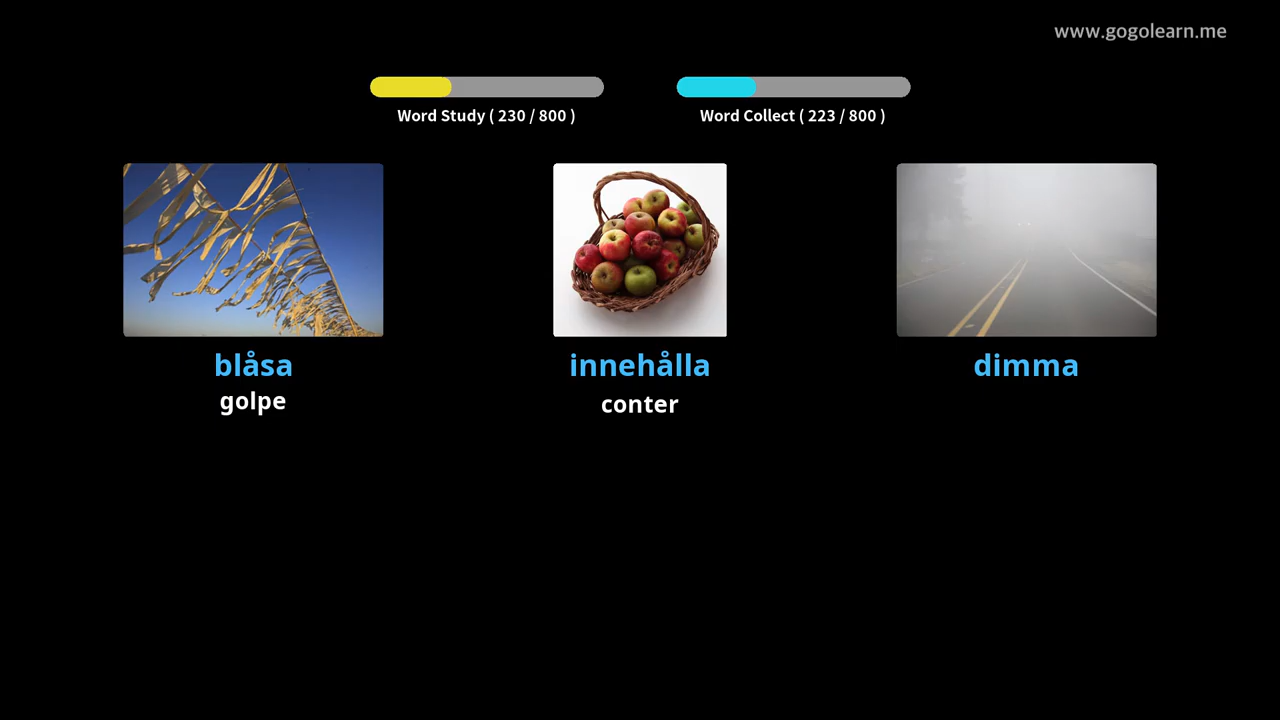 www.gogolearn.me
Word Study ( 230 / 800 )
Word Collect ( 223 / 800 )
blåsa
golpe
innehålla
conter
dimma